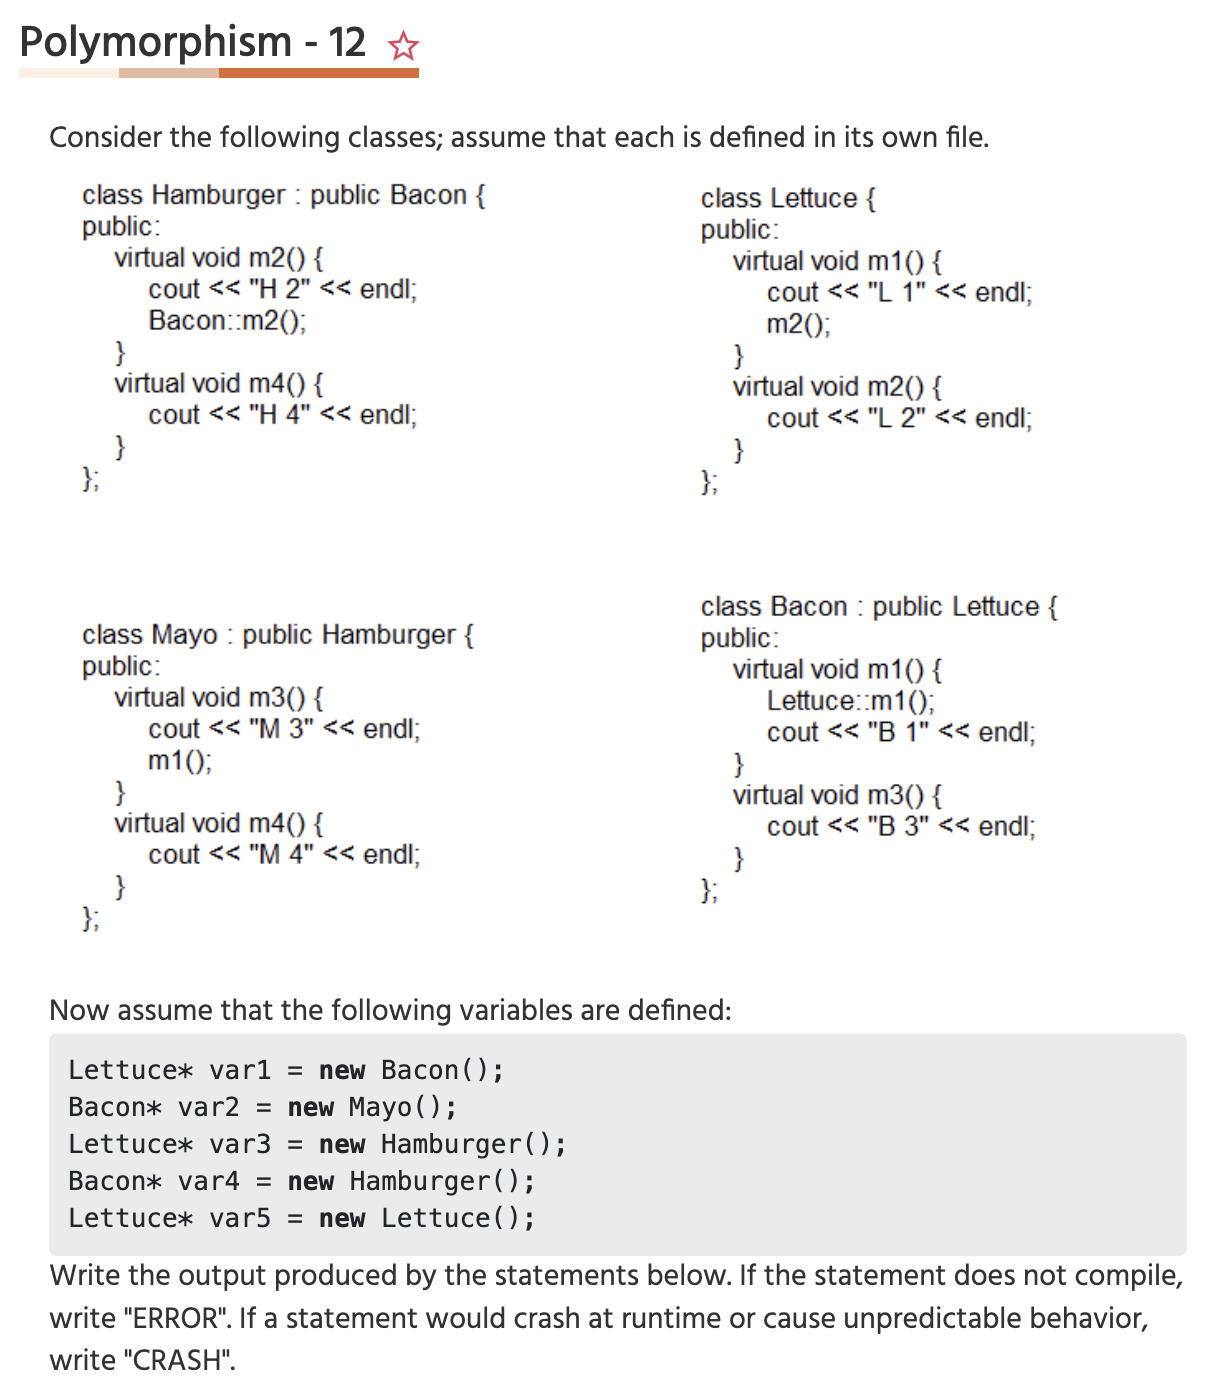 Polymorphism - 12 ☆
Consider the following classes; assume that each is defined in its own file.
class Hamburger : public Bacon {
public:
virtual void m2() {
cout << "H 2" << endl;
Bacon::m2();
}
virtual void m4() {
cout << "H 4" << endl;
}
};
class Lettuce {
public:
virtual void m1() {
cout << "L 1" << endl;
m2();
}
virtual void m2() {
cout << "L 2" << endl;
}
};
class Mayo : public Hamburger {
public:
virtual void m3() {
cout << "M 3" << endl;
m1();
}
virtual void m4() {
cout << "M 4" << endl;
}
};
class Bacon : public Lettuce {
public:
virtual void m1() {
Lettuce::m1();
cout << "B 1" << endl;
}
virtual void m3() {
cout << "B 3" << endl;
}
};
Now assume that the following variables are defined:
Lettuce* var1 = new Bacon();
Bacon* var2 = new Mayo();
Lettuce* var3 = new Hamburger();
Bacon* var4 = new Hamburger();
Lettuce* var5 = new Lettuce();
Write the output produced by the statements below. If the statement does not compile,
write "ERROR". If a statement would crash at runtime or cause unpredictable behavior,
write "CRASH".